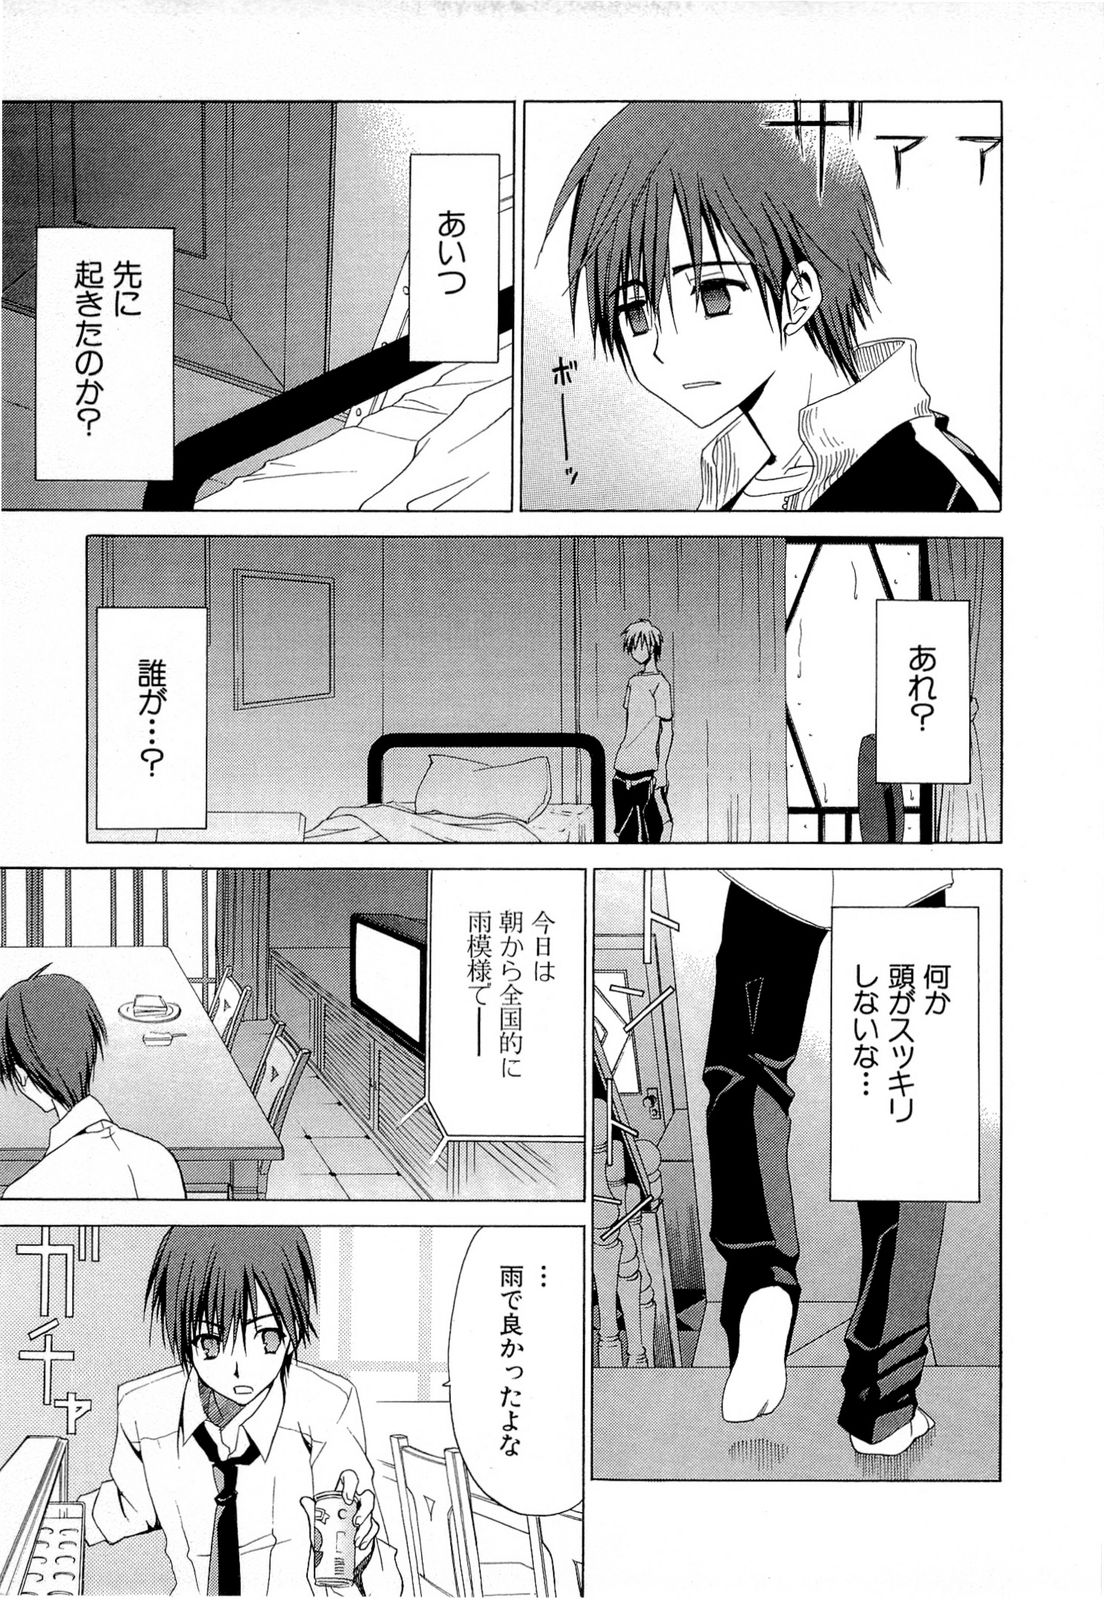 ザアア
ボーーッ
あいつ
先に
起きたのか?
あれ?
誰が…?
何か
頭がスッキリ
しないな…
今日は
朝から全国的に
雨模様で――
…
雨で良かったよな
ガチャ